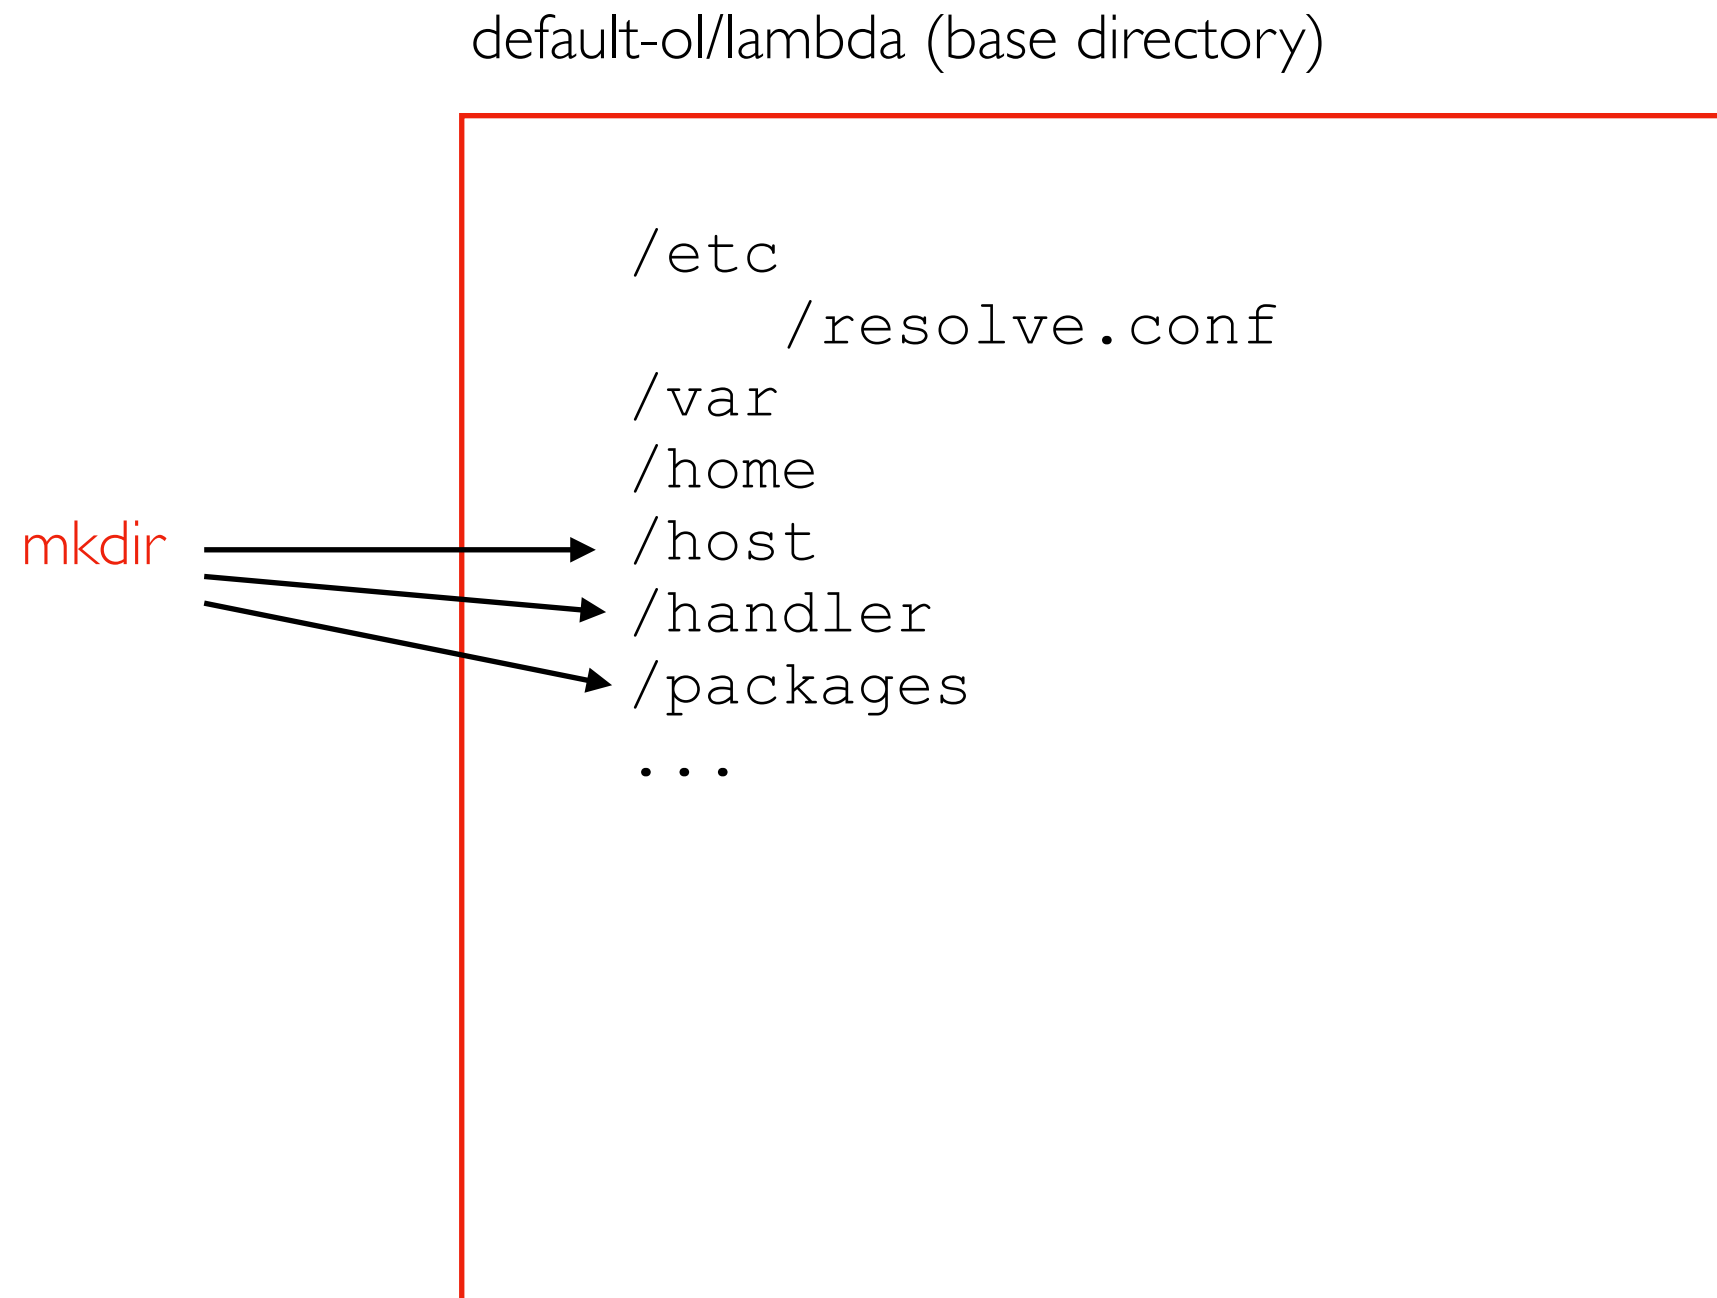 default-ol/lambda (base directory)
/etc
/resolve.conf
/var
/home
mkdir
/host
/handler
/packages
...